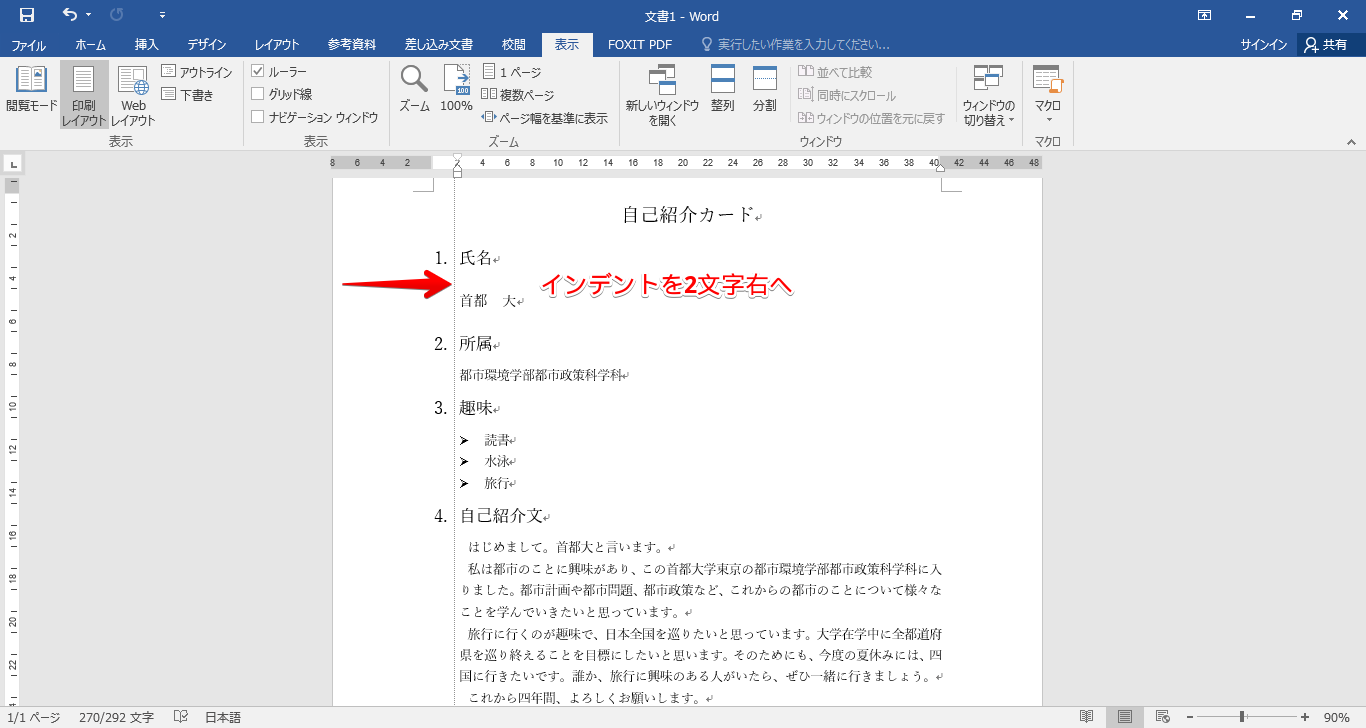 文書1 - Word
ファイル ホーム 挿入 デザイン レイアウト 参考資料 差し込み文書 校閲 表示 FOXIT PDF 実行したい作業を入力してください... サインイン 共有
閲覧モード 印刷レイアウト Webレイアウト アウトライン 下書き
表示
ルーラー
グリッド線
ナビゲーション ウィンドウ
表示
ズーム 100% 1 ページ 複数ページ ページ幅を基準に表示
ズーム
新しいウィンドウを開く 整列 分割 並べて比較 同時にスクロール ウィンドウの位置を元に戻す ウィンドウの切り替え
ウィンドウ
マクロ
マクロ
8 6 4 2 2 4 6 8 10 12 14 16 18 20 22 24 26 28 30 32 34 36 38 40 42 44 46 48
2 4 6 8 10 12 14 16 18 20 22
自己紹介カード
1. 氏名
インデントを2文字右へ
首都　大
2. 所属
都市環境学部都市政策科学科
3. 趣味
➢ 読書
➢ 水泳
➢ 旅行
4. 自己紹介文
はじめまして。首都大と言います。
私は都市のことに興味があり、この首都大学東京の都市環境学部都市政策科学科に入
りました。都市計画や都市問題、都市政策など、これからの都市のことについて様々な
ことを学んでいきたいと思っています。
旅行に行くのが趣味で、日本全国を巡りたいと思っています。大学在学中に全都道府
県を巡り終えることを目標にしたいと思います。そのためにも、今度の夏休みには、四
国に行きたいです。誰か、旅行に興味のある人がいたら、ぜひ一緒に行きましょう。
これから四年間、よろしくお願いします。
1/1 ページ 270/292 文字 日本語 90%